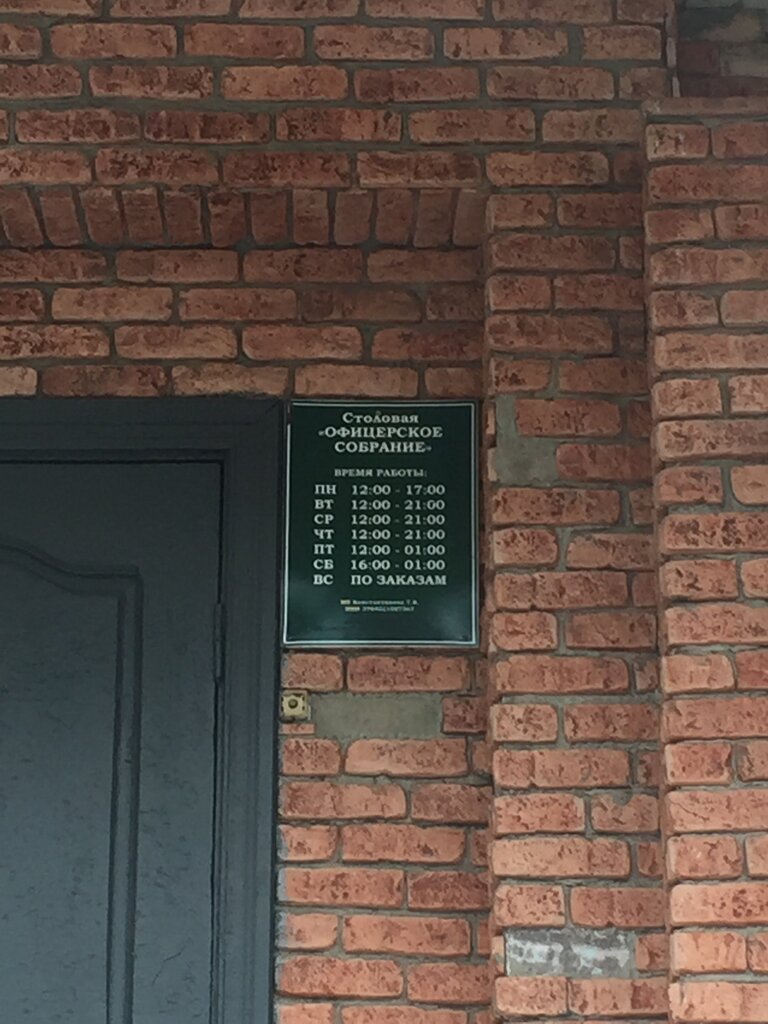 Столовая
«ОФИЦЕРСКОЕ
СОБРАНИЕ»
ВРЕМЯ РАБОТЫ:
ПН 12:00 - 17:00
ВТ 12:00 - 21:00
СР 12:00 - 21:00
ЧТ 12:00 - 21:00
ПТ 12:00 - 01:00
СБ 16:00 - 01:00
ВС ПО ЗАКАЗАМ